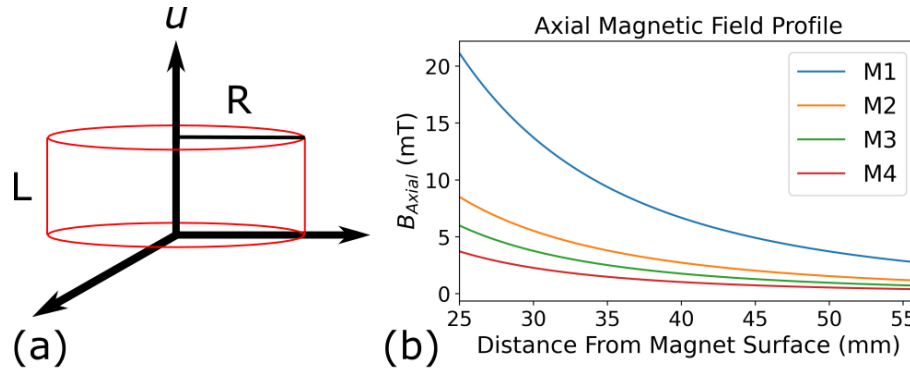 u
R
L
(a)
Axial Magnetic Field Profile
20
15
10
5
0
B_Axial (mT)
M1
M2
M3
M4
25 30 35 40 45 50 55
(b) Distance From Magnet Surface (mm)